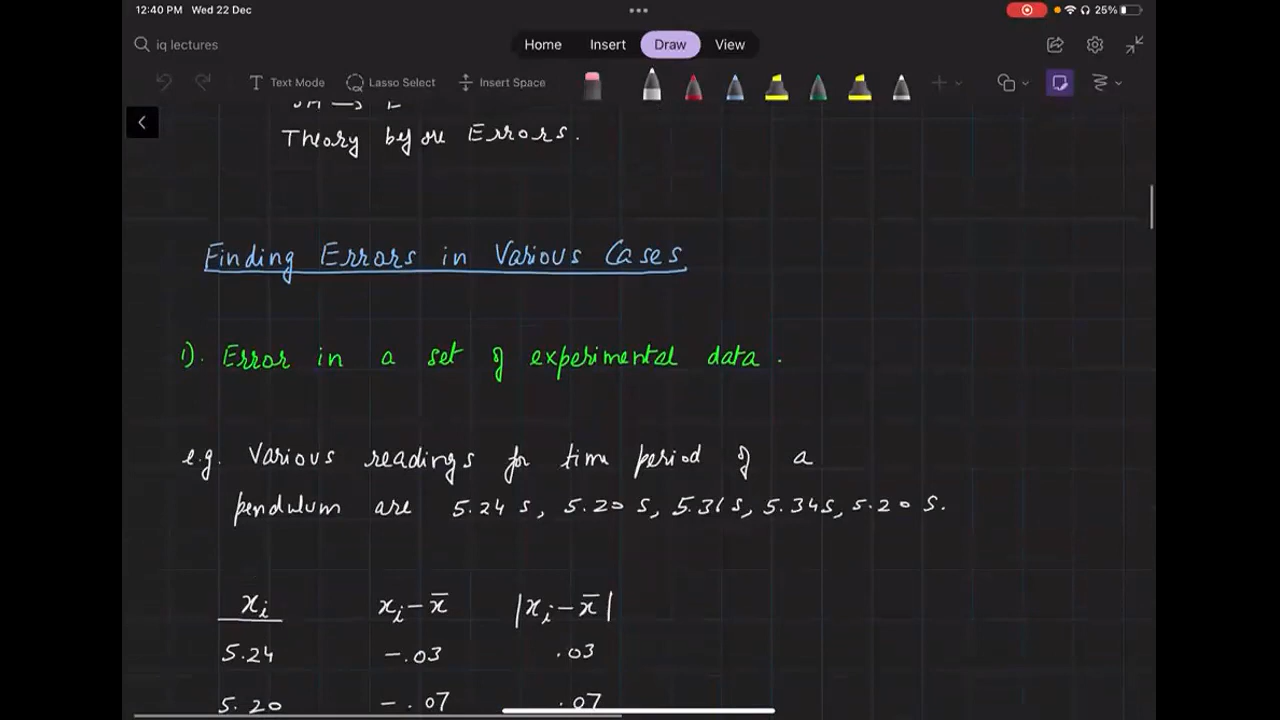 12:40 PM Wed 22 Dec
25%
iq lectures
Home Insert Draw View
Text Mode Lasso Select Insert Space
Theory Errors.
Finding Errors in Various Cases
1). Error in a set of experimental data.
e.g. Various readings for time period of a
pendulum are 5.24 s, 5.20 s, 5.36 s, 5.34s, 5.20 s.
xᵢ xᵢ-x̄ |xᵢ-x̄|
5.24 -.03 .03
5.20 -.07 .07